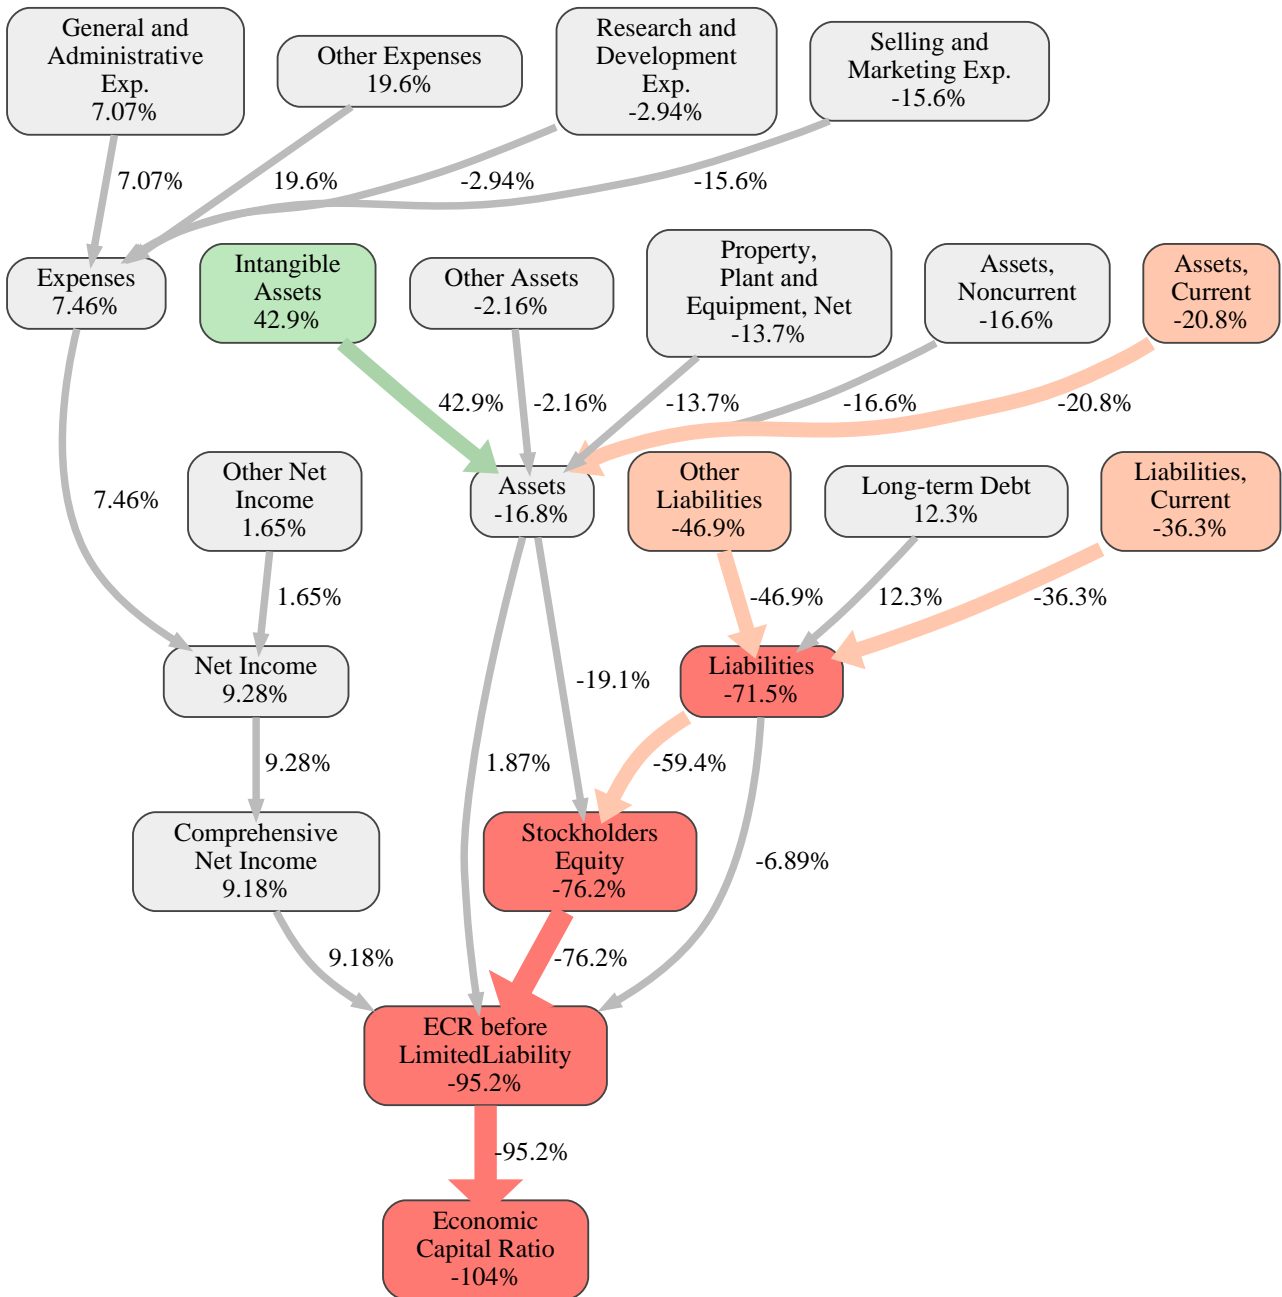 General and
Administrative
Exp.
7.07%
Other Expenses
19.6%
Research and
Development
Exp.
-2.94%
Selling and
Marketing Exp.
-15.6%
7.07%
19.6%
-2.94%
-15.6%
Expenses
7.46%
Intangible
Assets
42.9%
Other Assets
-2.16%
Property,
Plant and
Equipment, Net
-13.7%
Assets,
Noncurrent
-16.6%
Assets,
Current
-20.8%
42.9%
-2.16%
-13.7%
-16.6%
-20.8%
7.46%
Other Net
Income
1.65%
Assets
-16.8%
Other
Liabilities
-46.9%
Long-term Debt
12.3%
Liabilities,
Current
-36.3%
1.65%
-46.9%
12.3%
-36.3%
Net Income
9.28%
-19.1%
Liabilities
-71.5%
9.28%
1.87%
-59.4%
-6.89%
Comprehensive
Net Income
9.18%
Stockholders
Equity
-76.2%
9.18%
-76.2%
ECR before
LimitedLiability
-95.2%
-95.2%
Economic
Capital Ratio
-104%